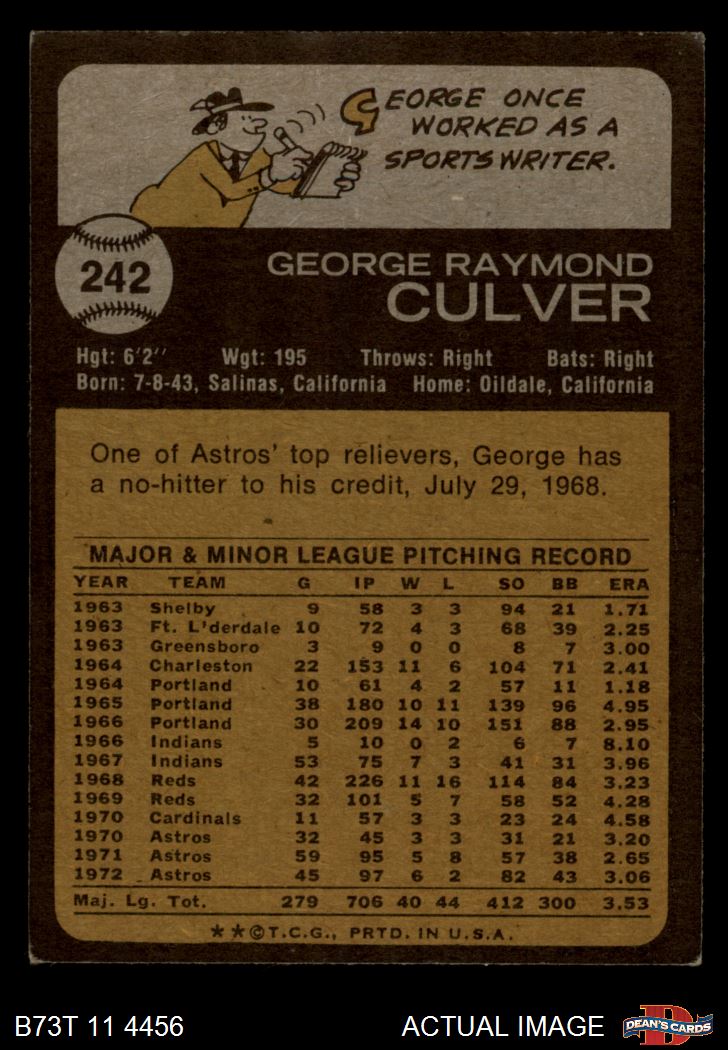 GEORGE ONCE
WORKED AS A
SPORTSWRITER.
242
GEORGE RAYMOND
CULVER
Hgt: 6'2'' Wgt: 195 Throws: Right Bats: Right
Born: 7-8-43, Salinas, California Home: Oildale, California
One of Astros' top relievers, George has
a no-hitter to his credit, July 29, 1968.
MAJOR & MINOR LEAGUE PITCHING RECORD
YEAR TEAM G IP W L SO BB ERA
1963 Shelby 9 58 3 3 94 21 1.71
1963 Ft. L'derdale 10 72 4 3 68 39 2.25
1963 Greensboro 3 9 0 0 8 7 3.00
1964 Charleston 22 153 11 6 104 71 2.41
1964 Portland 10 61 4 2 57 11 1.18
1965 Portland 38 180 10 11 139 96 4.95
1966 Portland 30 209 14 10 151 88 2.95
1966 Indians 5 10 0 2 6 7 8.10
1967 Indians 53 75 7 3 41 31 3.96
1968 Reds 42 226 11 16 114 84 3.23
1969 Reds 32 101 5 7 58 52 4.28
1970 Cardinals 11 57 3 3 23 24 4.58
1970 Astros 32 45 3 3 31 21 3.20
1971 Astros 59 95 5 8 57 38 2.65
1972 Astros 45 97 6 2 82 43 3.06
Maj. Lg. Tot. 279 706 40 44 412 300 3.53
**©T.C.G., PRTD. IN U.S.A.
B73T 11 4456 ACTUAL IMAGE D DEAN'S CARDS